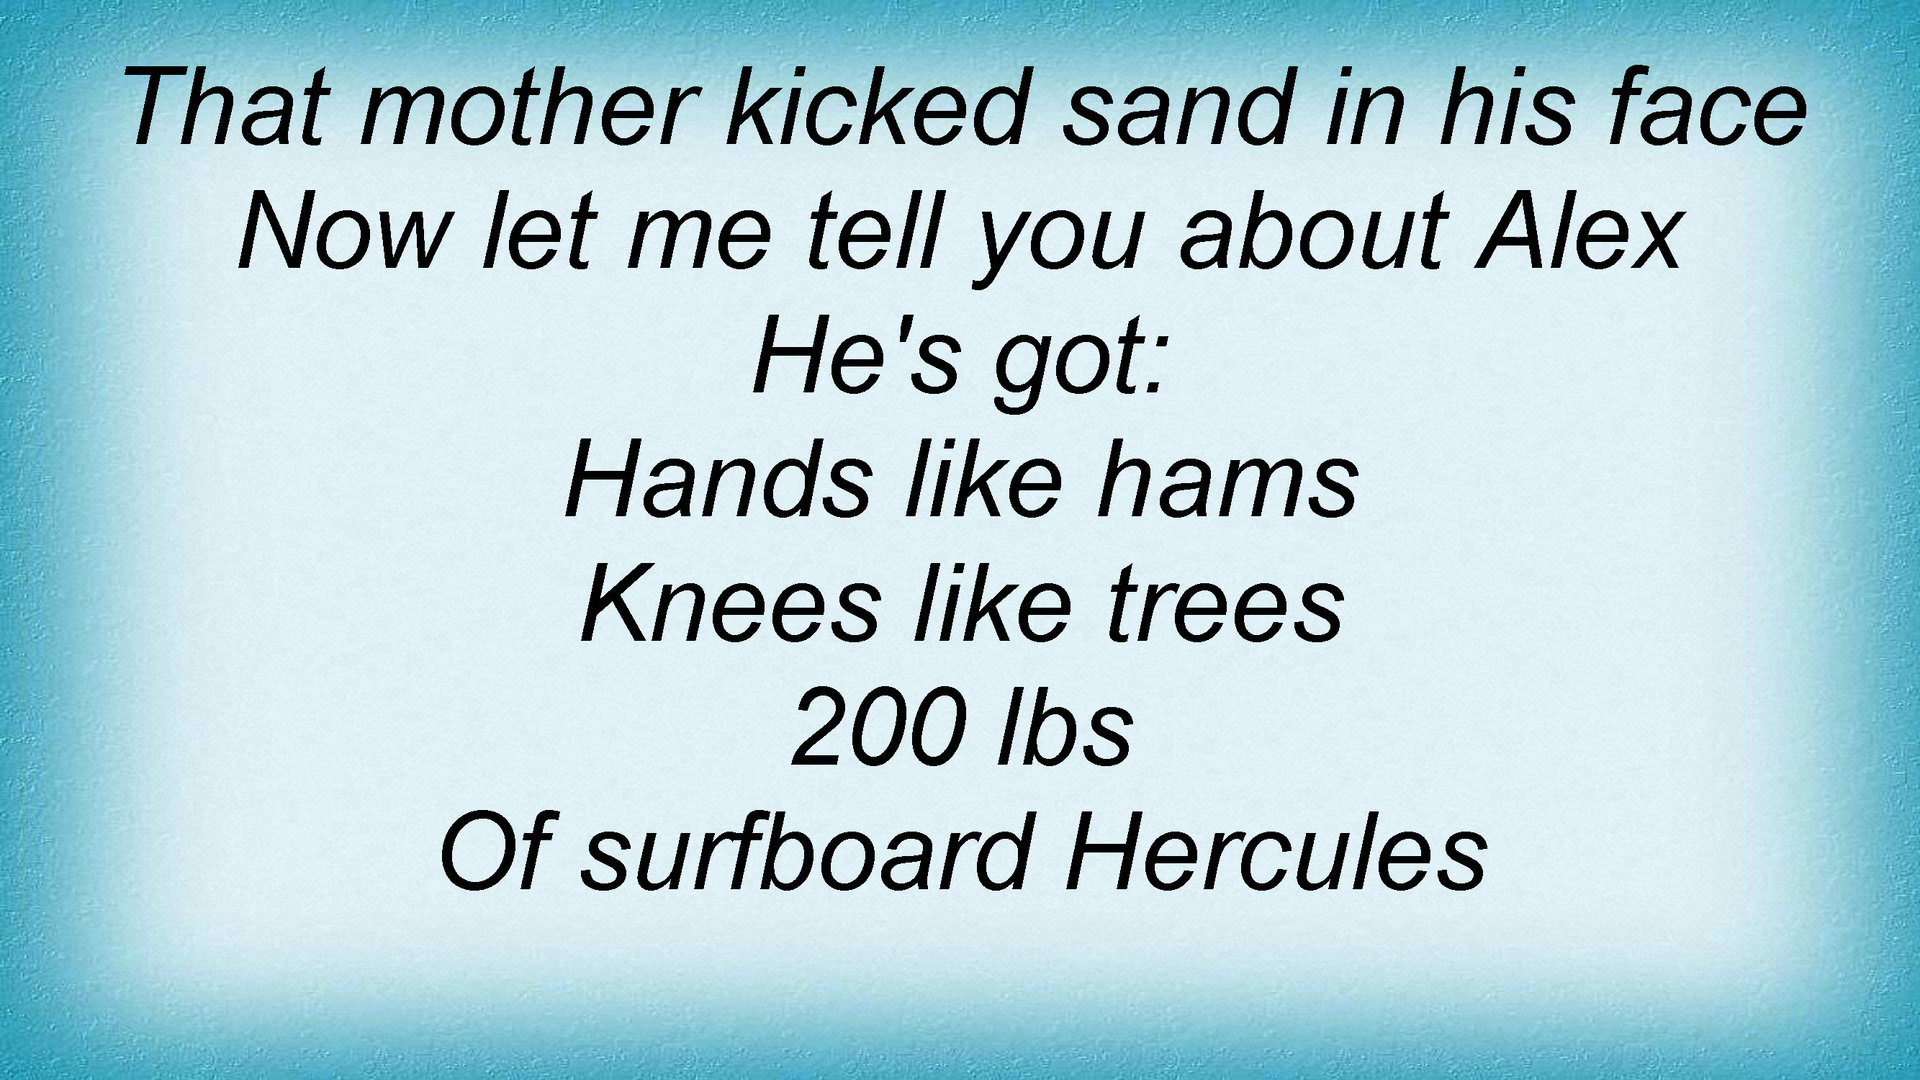 That mother kicked sand in his face
Now let me tell you about Alex
He's got:
Hands like hams
Knees like trees
200 lbs
Of surfboard Hercules